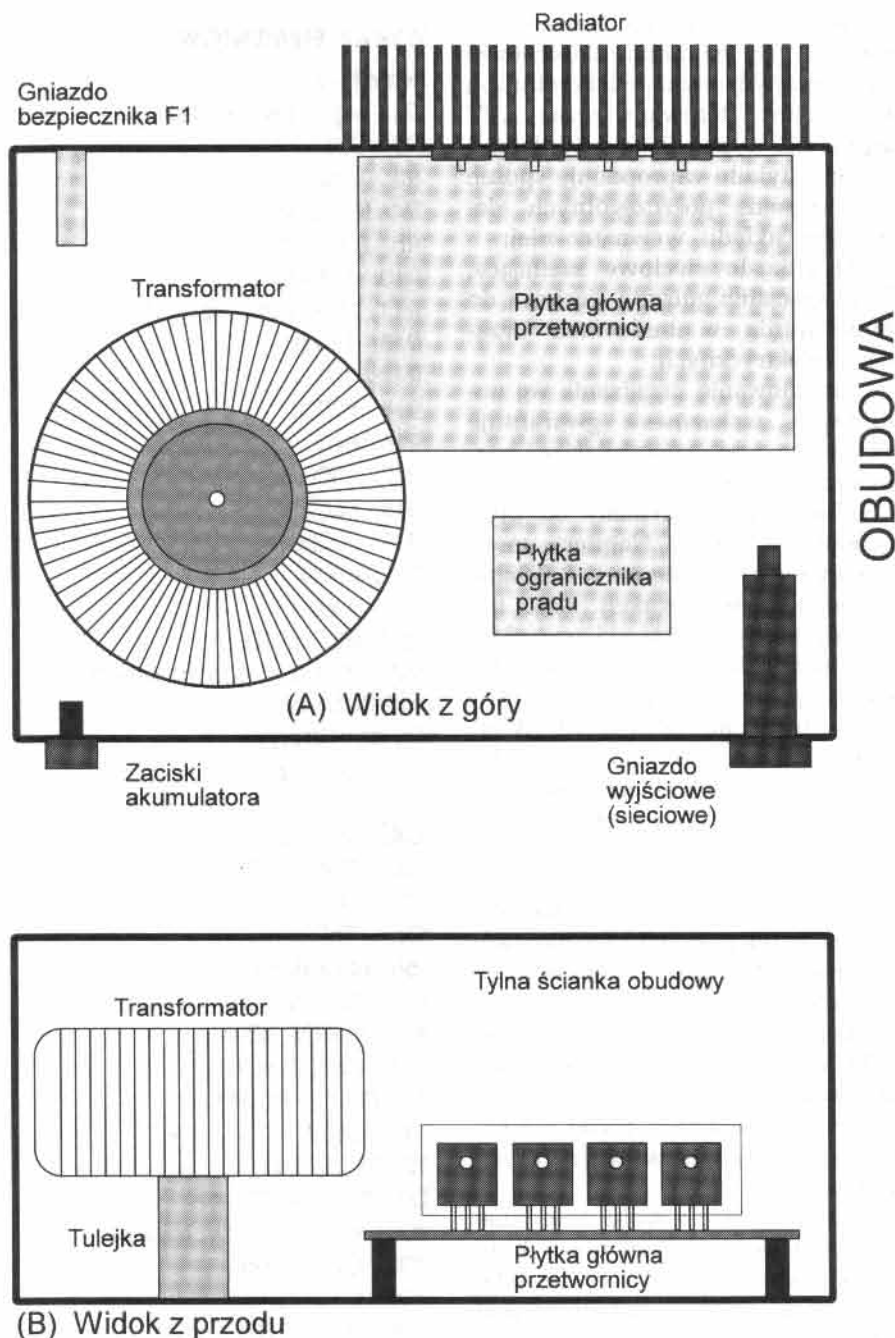 Radiator
Gniazdo
bezpiecznika F1
Transformator
Płytka główna
przetwornicy
OBUDOWA
Płytka
ogranicznika
prądu
(A) Widok z góry
Zaciski
akumulatora
Gniazdo
wyjściowe
(sieciowe)
Tylna ścianka obudowy
Transformator
Tulejka
Płytka główna
przetwornicy
(B) Widok z przodu